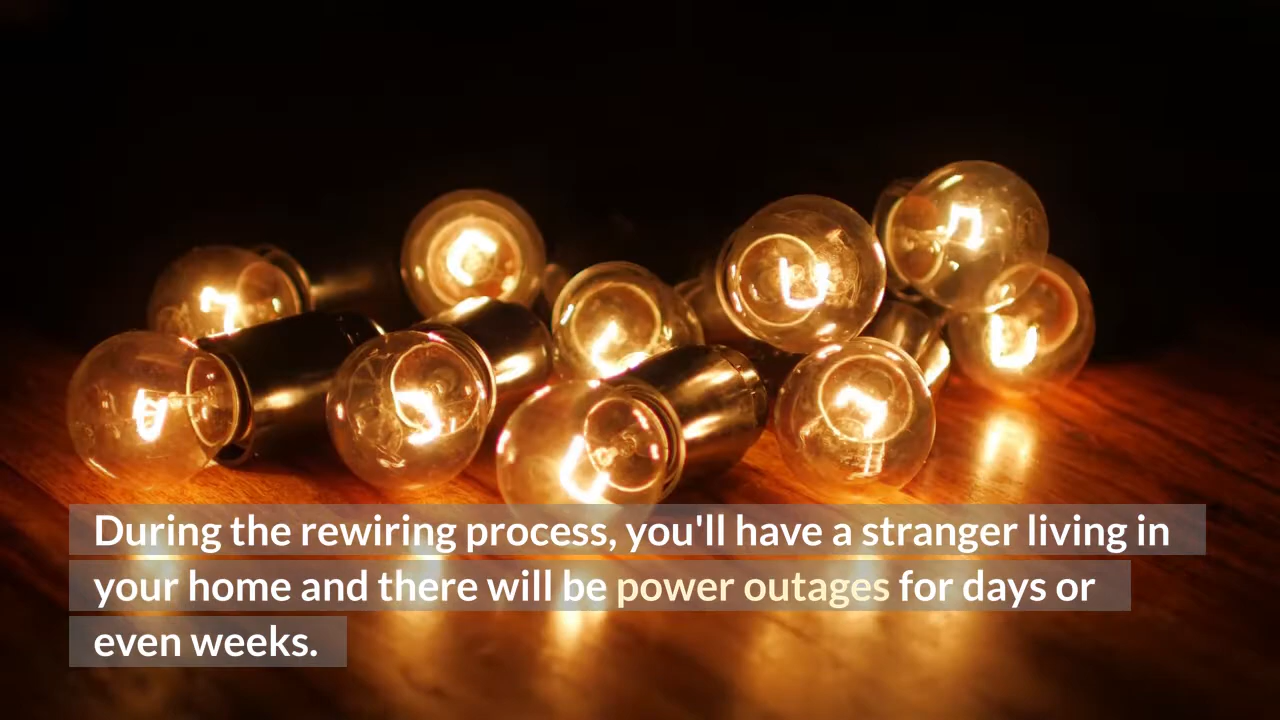 During the rewiring process, you'll have a stranger living in
your home and there will be power outages for days or
even weeks.